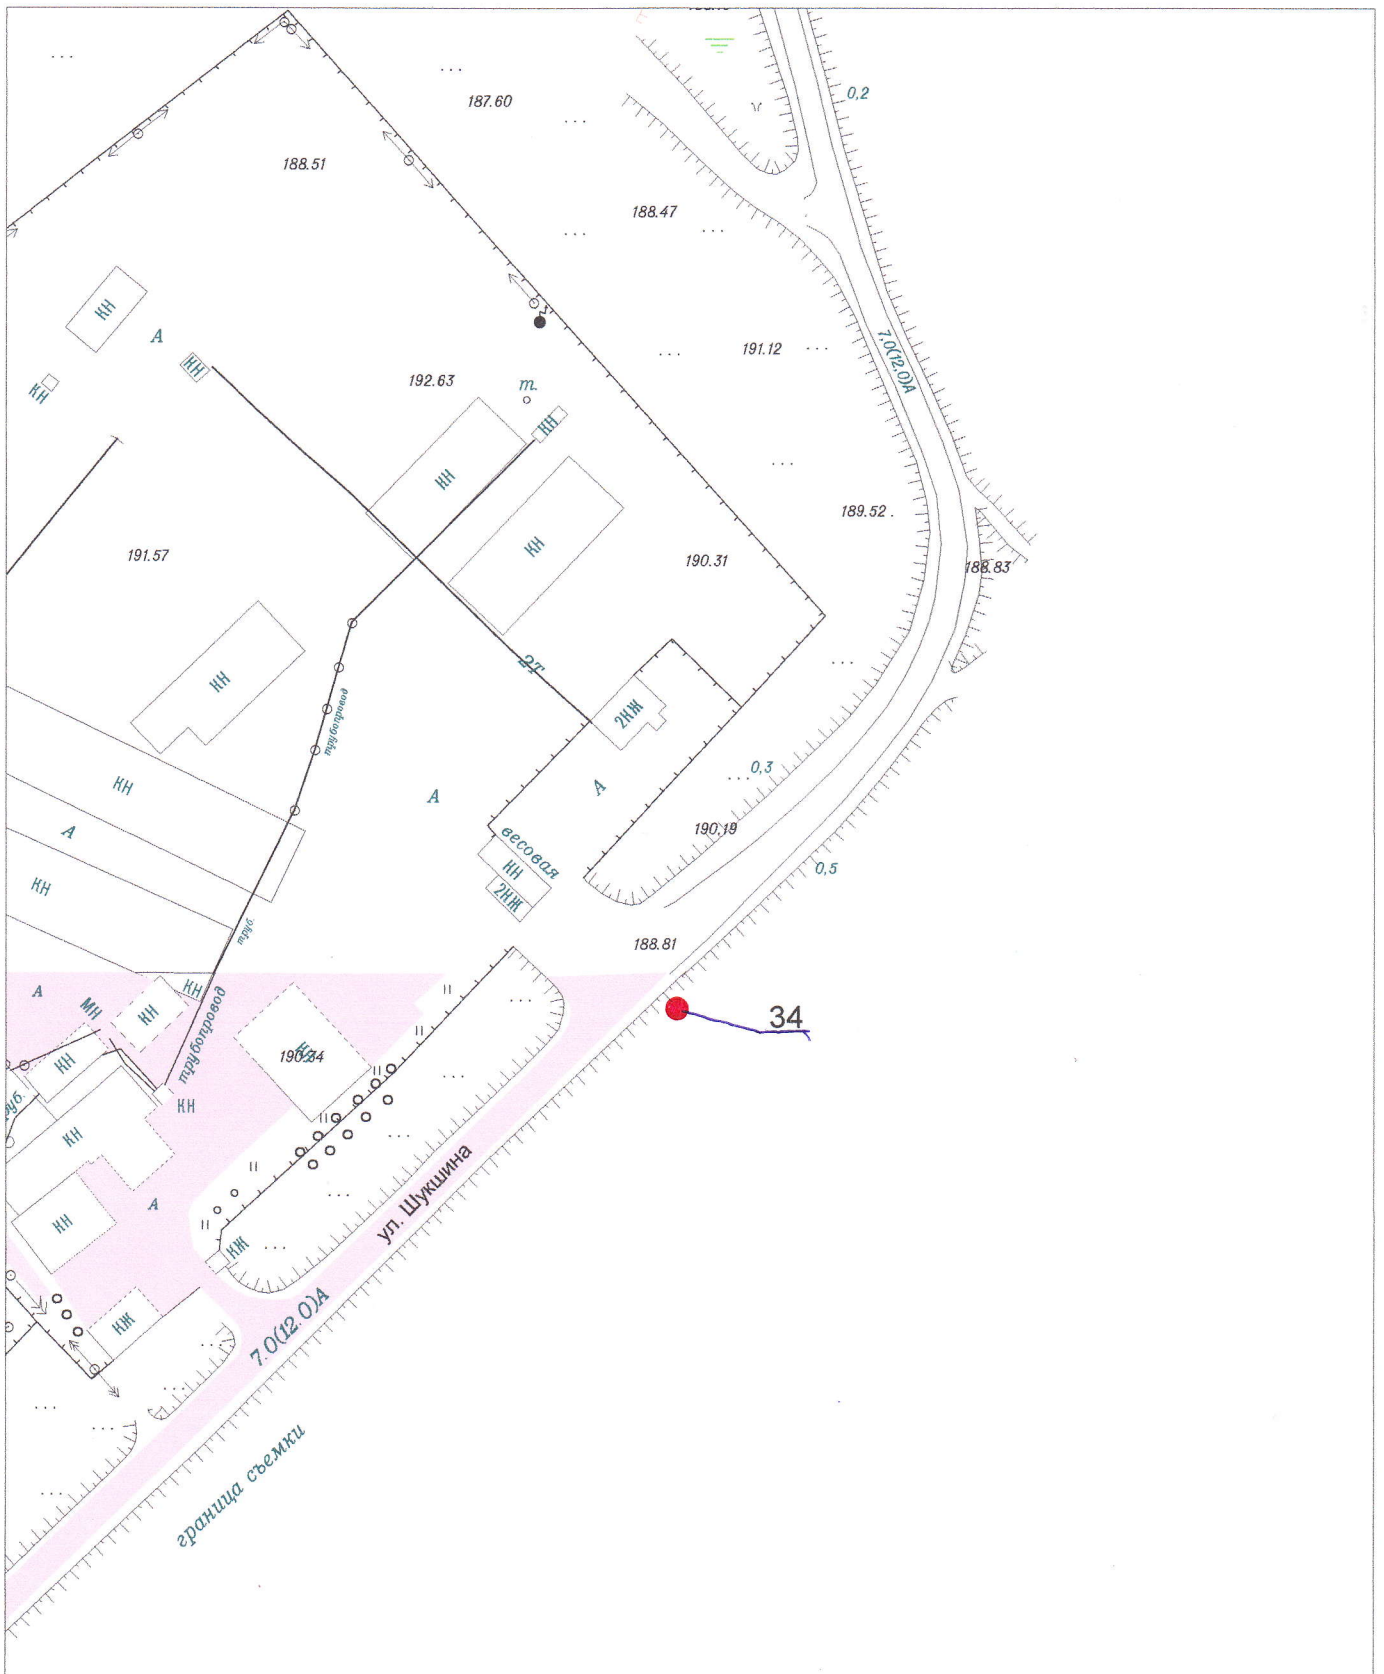 0,2
187.60
188.51
188.47
КН
А
КН
КН
192.63
т.
КН
191.12
7,0(12,0)А
КН
КН
189.52 .
191.57
190.31
188.83
КН
2Т
трубопровод
2КЖ
КН
А
А
0,3
А
190,19
весовая
КН
2КЖ
0,5
КН
труб.
188.81
А
МН
КН
КН
трубопровод
34
КН
190.34
КН
КН
А
ул. Шукшина
КН
КЖ
КЖ
7.0(12.0)А
граница съемки